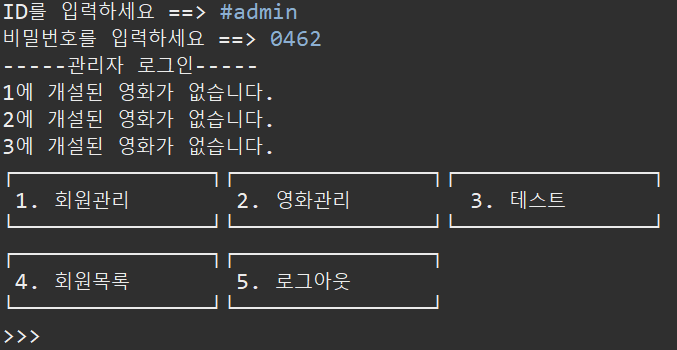 ID를 입력하세요 ==> #admin
비밀번호를 입력하세요 ==> 0462
-----관리자 로그인-----
1에 개설된 영화가 없습니다.
2에 개설된 영화가 없습니다.
3에 개설된 영화가 없습니다.
1. 회원관리 2. 영화관리 3. 테스트
4. 회원목록 5. 로그아웃
>>>